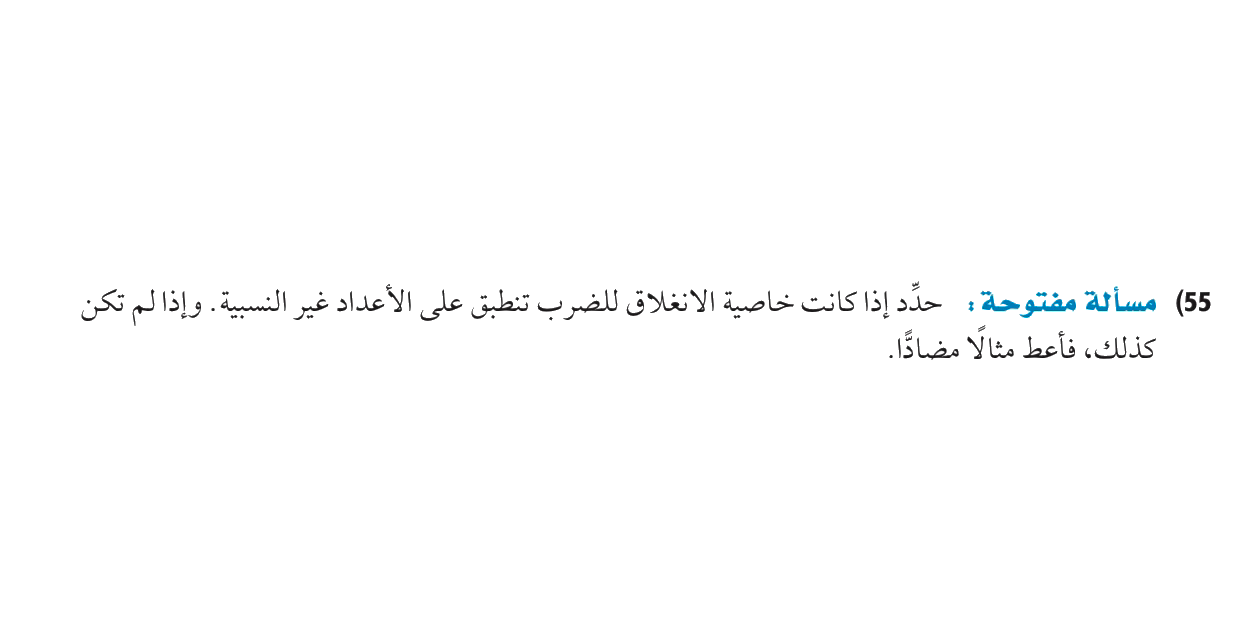 55) مسألة مفتوحة: حدِّد إذا كانت خاصية الانغلاق للضرب تنطبق على الأعداد غير النسبية. وإذا لم تكن
كذلك، فأعط مثالًا مضادًّا.